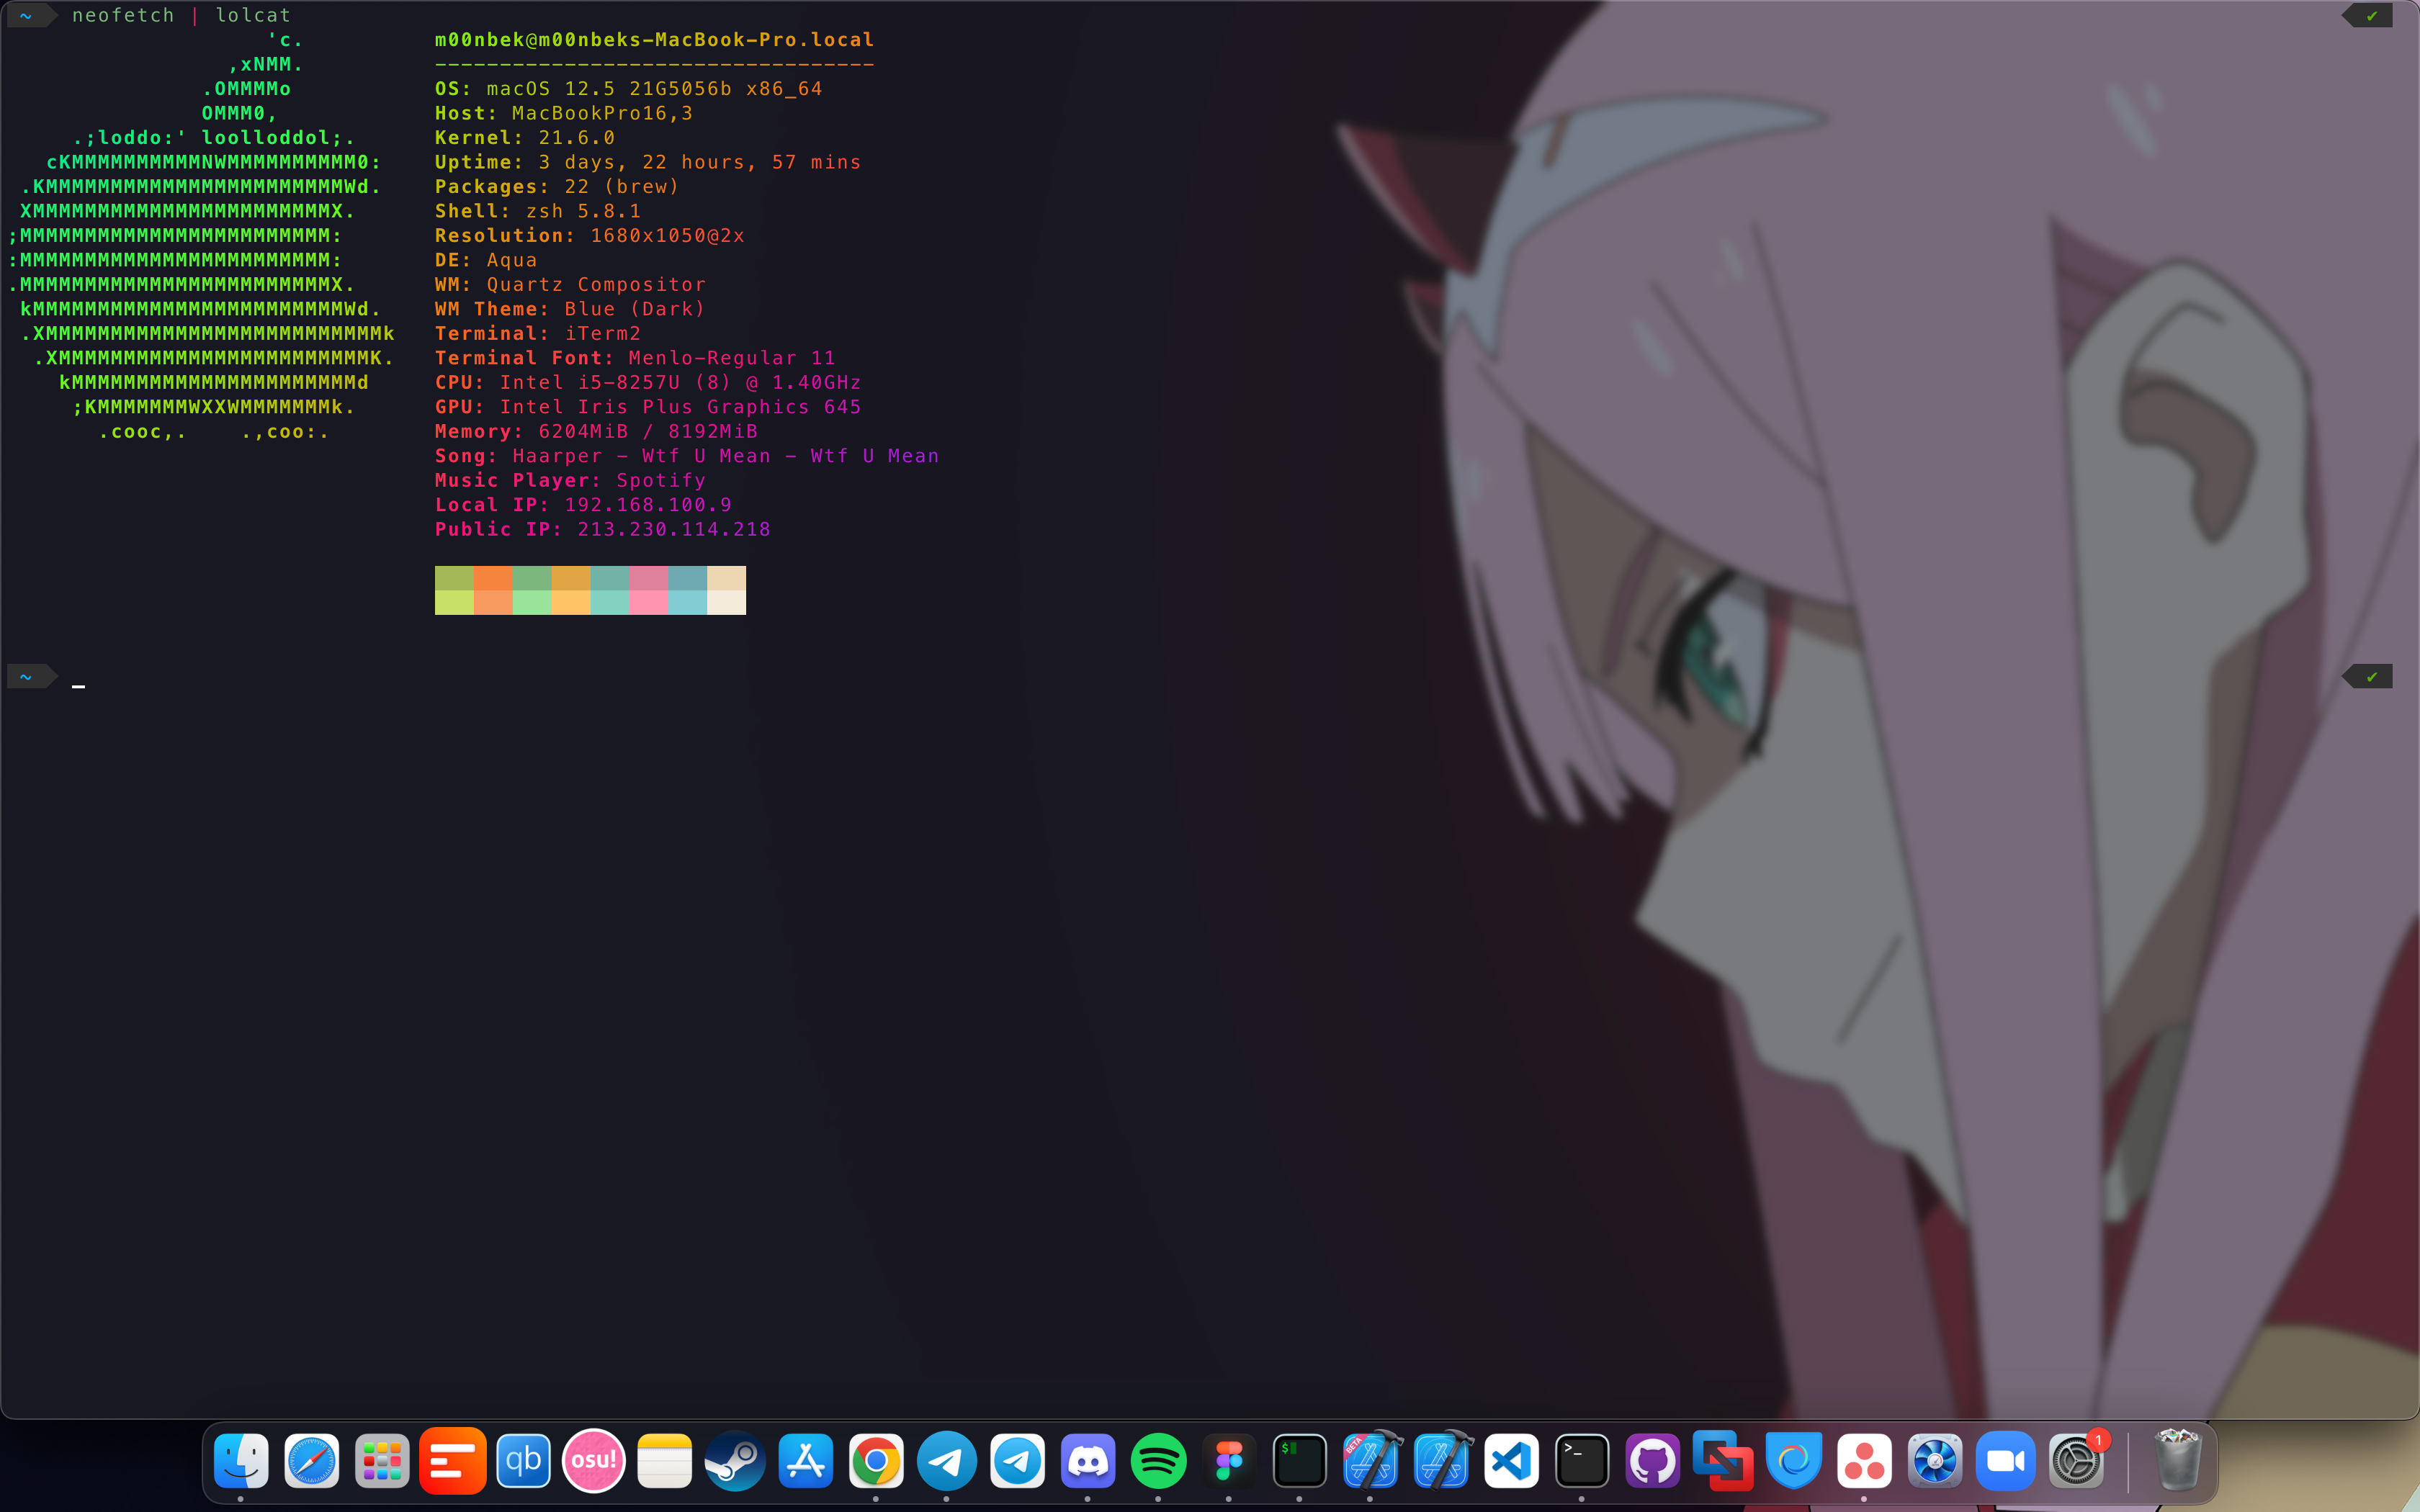 ~ neofetch | lolcat ✔
'c. m00nbek@m00nbeks-MacBook-Pro.local
,xNMM. ----------------------------------
.OMMMMo OS: macOS 12.5 21G5056b x86_64
OMMM0, Host: MacBookPro16,3
.;loddo:' loolloddol;. Kernel: 21.6.0
cKMMMMMMMMMMNWMMMMMMMMMM0: Uptime: 3 days, 22 hours, 57 mins
.KMMMMMMMMMMMMMMMMMMMMMMMWd. Packages: 22 (brew)
XMMMMMMMMMMMMMMMMMMMMMMMX. Shell: zsh 5.8.1
;MMMMMMMMMMMMMMMMMMMMMMMM: Resolution: 1680x1050@2x
:MMMMMMMMMMMMMMMMMMMMMMMM: DE: Aqua
.MMMMMMMMMMMMMMMMMMMMMMMMX. WM: Quartz Compositor
kMMMMMMMMMMMMMMMMMMMMMMMMWd. WM Theme: Blue (Dark)
.XMMMMMMMMMMMMMMMMMMMMMMMMMMk Terminal: iTerm2
.XMMMMMMMMMMMMMMMMMMMMMMMMK. Terminal Font: Menlo-Regular 11
kMMMMMMMMMMMMMMMMMMMMMMd CPU: Intel i5-8257U (8) @ 1.40GHz
;KMMMMMMMWXXWMMMMMMMk. GPU: Intel Iris Plus Graphics 645
.cooc,. .,coo:. Memory: 6204MiB / 8192MiB
Song: Haarper - Wtf U Mean - Wtf U Mean
Music Player: Spotify
Local IP: 192.168.100.9
Public IP: 213.230.114.218
~ _ ✔
qb osu! $ BETA >_ 1